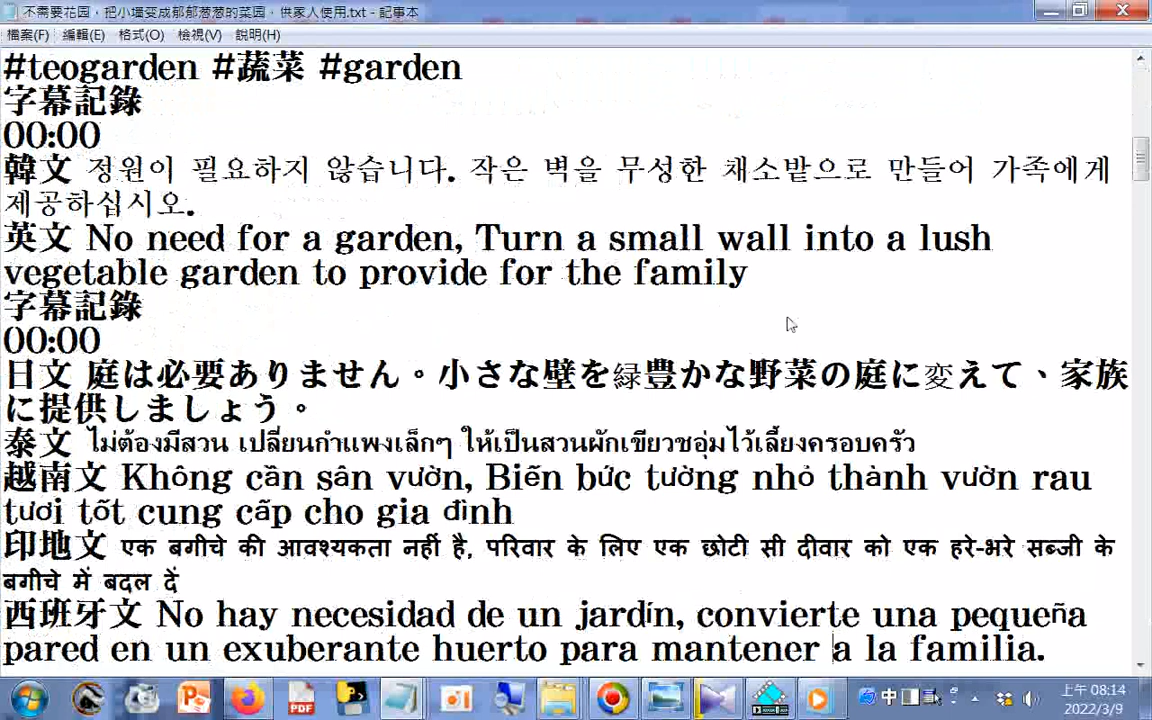 不需要花园，把小墙变成郁郁葱葱的菜园，供家人使用.txt - 記事本
檔案(F) 編輯(E) 格式(O) 檢視(V) 說明(H)
#teogarden #蔬菜 #garden
字幕記錄
00:00
韓文 정원이 필요하지 않습니다. 작은 벽을 무성한 채소밭으로 만들어 가족에게
제공하십시오.
英文 No need for a garden, Turn a small wall into a lush
vegetable garden to provide for the family
字幕記錄
00:00
日文 庭は必要ありません。小さな壁を緑豊かな野菜の庭に変えて、家族
に提供しましょう。
泰文 ไม่ต้องมีสวน เปลี่ยนกำแพงเล็กๆ ให้เป็นสวนผักเขียวชอุ่มไว้เลี้ยงครอบครัว
越南文 Không cần sân vườn, Biến bức tường nhỏ thành vườn rau
tươi tốt cung cấp cho gia đình
印地文 एक बगीचे की आवश्यकता नहीं है, परिवार के लिए एक छोटी सी दीवार को एक हरे-भरे सब्जी के
बगीचे में बदल दें
西班牙文 No hay necesidad de un jardín, convierte una pequeña
pared en un exuberante huerto para mantener a la familia.
中
上午 08:14
2022/3/9